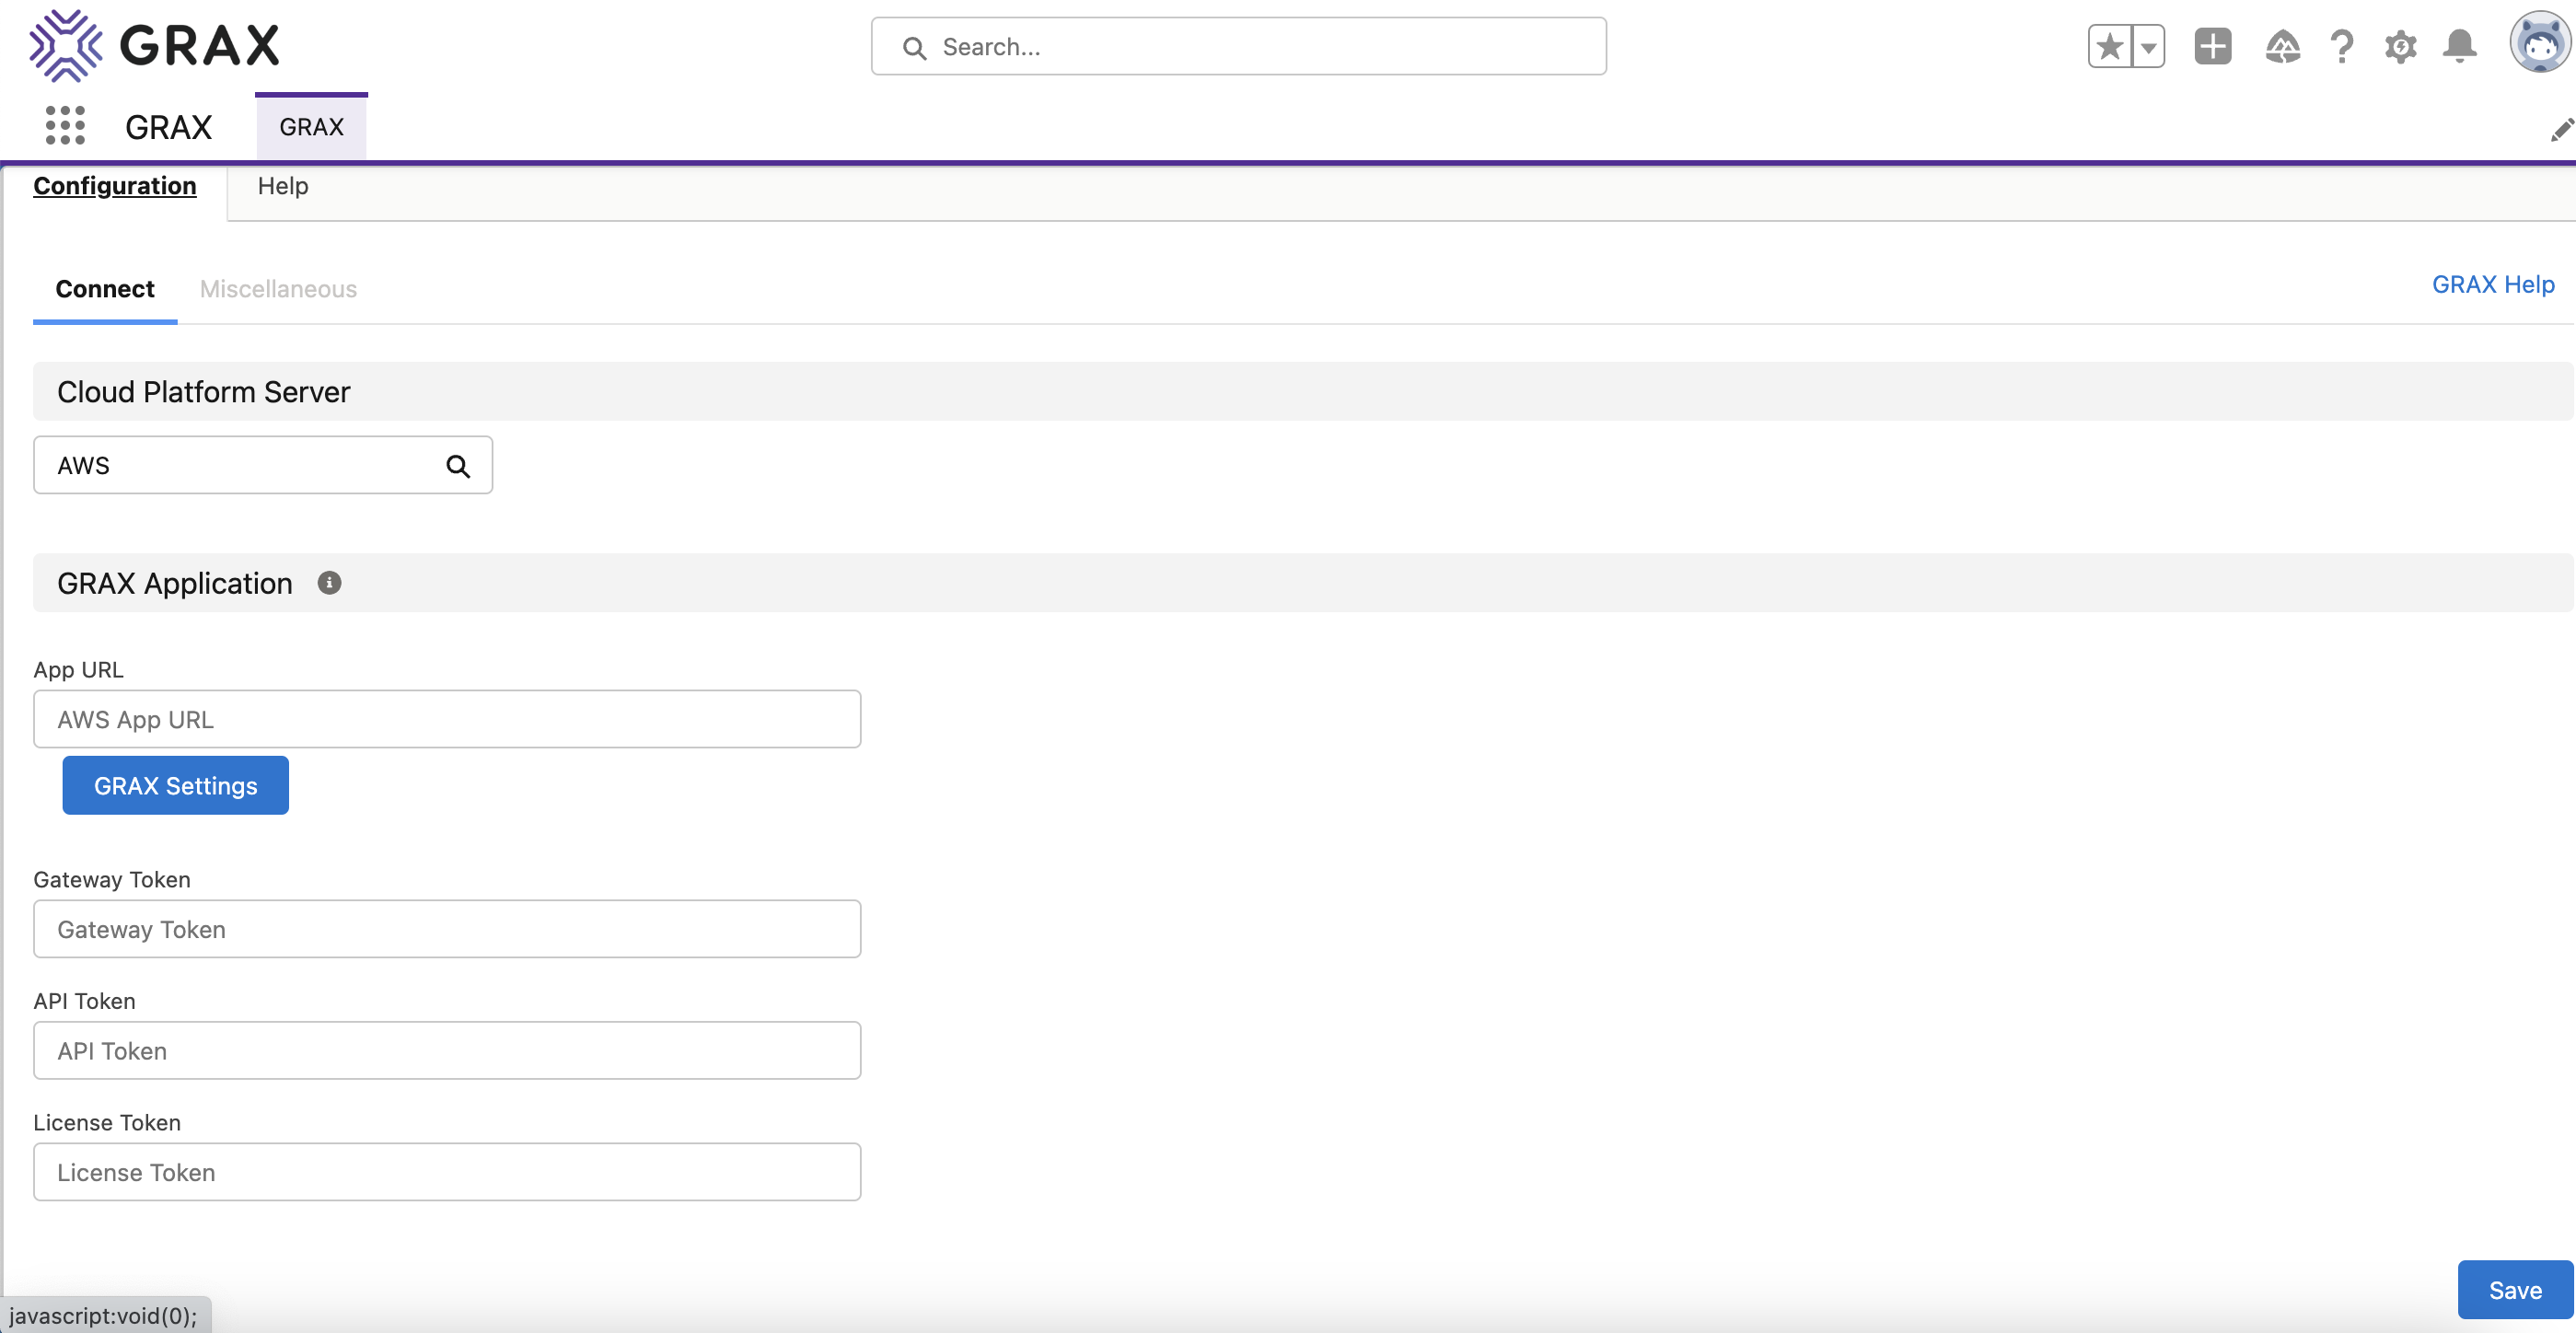 GRAX
Search...
GRAX
GRAX
Configuration
Help
Connect
Miscellaneous
GRAX Help
Cloud Platform Server
AWS
GRAX Application
App URL
AWS App URL
GRAX Settings
Gateway Token
Gateway Token
API Token
API Token
License Token
License Token
Save
javascript:void(0);